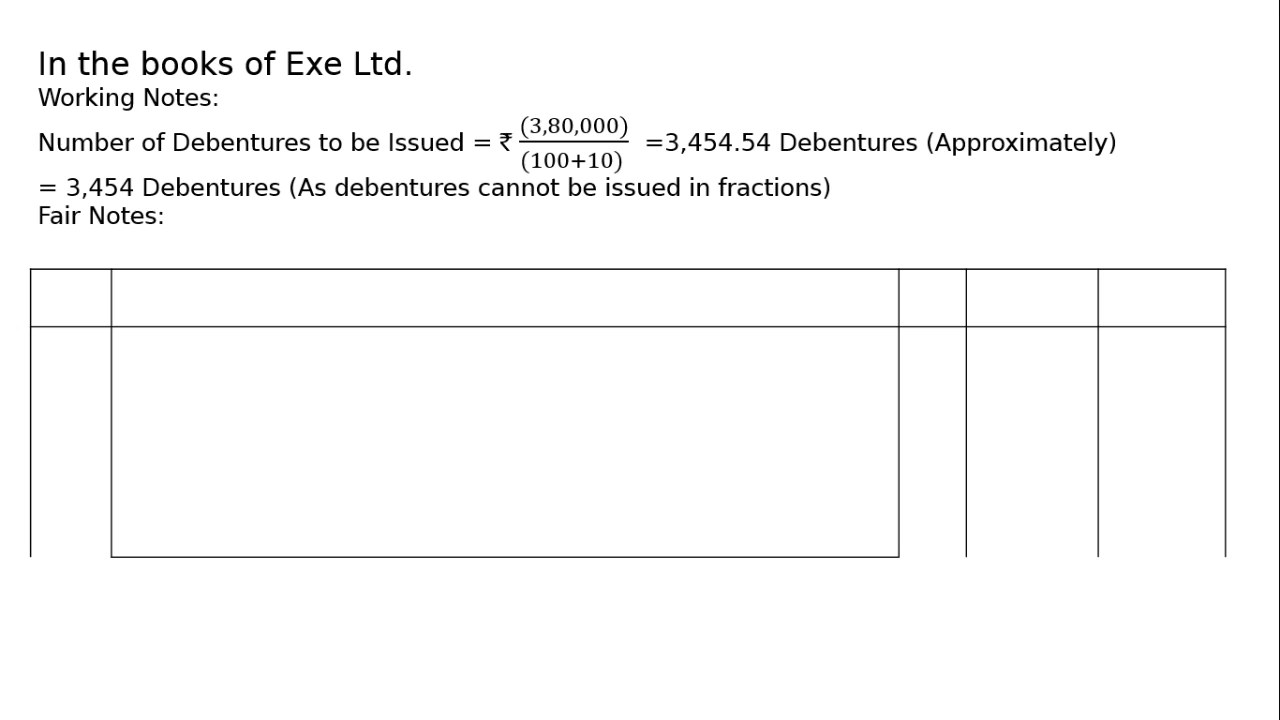 In the books of Exe Ltd.
Working Notes:
Number of Debentures to be Issued = ₹ (3,80,000)/(100+10) =3,454.54 Debentures (Approximately)
= 3,454 Debentures (As debentures cannot be issued in fractions)
Fair Notes: